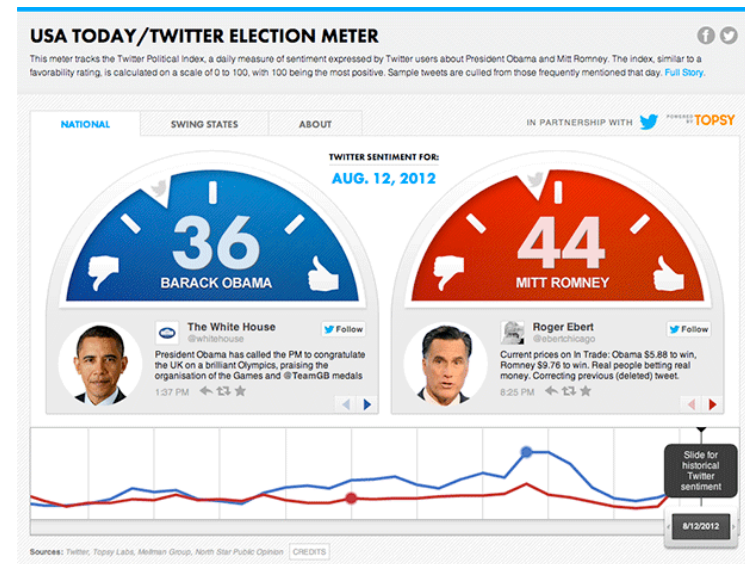 USA TODAY/TWITTER ELECTION METER
This meter tracks the Twitter Political Index, a daily measure of sentiment expressed by Twitter users about President Obama and Mitt Romney. The index, similar to a
favorability rating, is calculated on a scale of 0 to 100, with 100 being the most positive. Sample tweets are culled from those frequently mentioned that day. Full Story.
NATIONAL
SWING STATES
ABOUT
IN PARTNERSHIP WITH
POWERED BY TOPSY
TWITTER SENTIMENT FOR:
AUG. 12, 2012
36
BARACK OBAMA
44
MITT ROMNEY
The White House
@whitehouse
Follow
President Obama has called the PM to congratulate
the UK on a brilliant Olympics, praising the
organisation of the Games and @TeamGB medals
1:37 PM
Roger Ebert
@ebertchicago
Follow
Current prices on In Trade: Obama $5.88 to win,
Romney $9.76 to win. Real people betting real
money. Correcting previous (deleted) tweet.
8:25 PM
Slide for
historical
Twitter
sentiment
8/12/2012
Sources: Twitter, Topsy Labs, Mellman Group, North Star Public Opinion
CREDITS